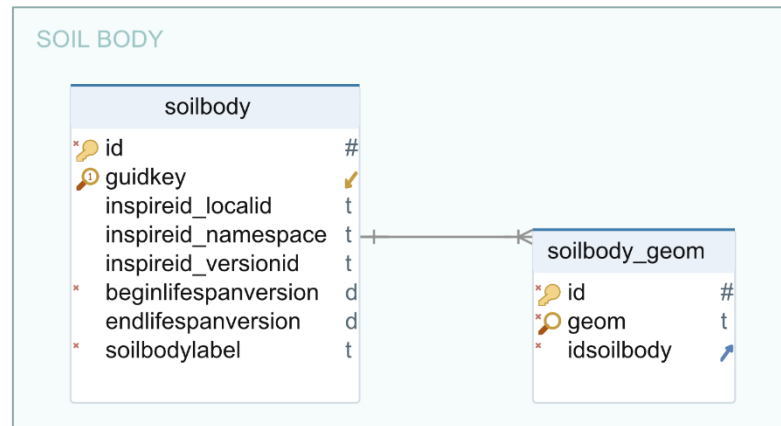 SOIL BODY
soilbody
id #
guidkey
inspireid_localid t
inspireid_namespace t
inspireid_versionid t
beginlifespanversion d
endlifespanversion d
soilbodylabel t
soilbody_geom
id #
geom t
idsoilbody